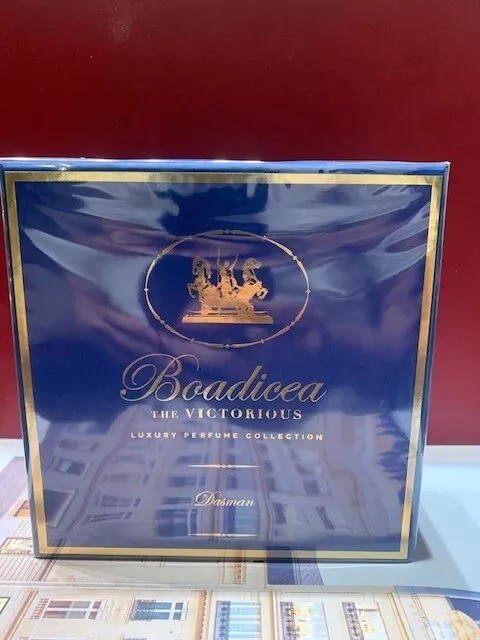 Boadicea
THE VICTORIOUS
LUXURY PERFUME COLLECTION
Dasman